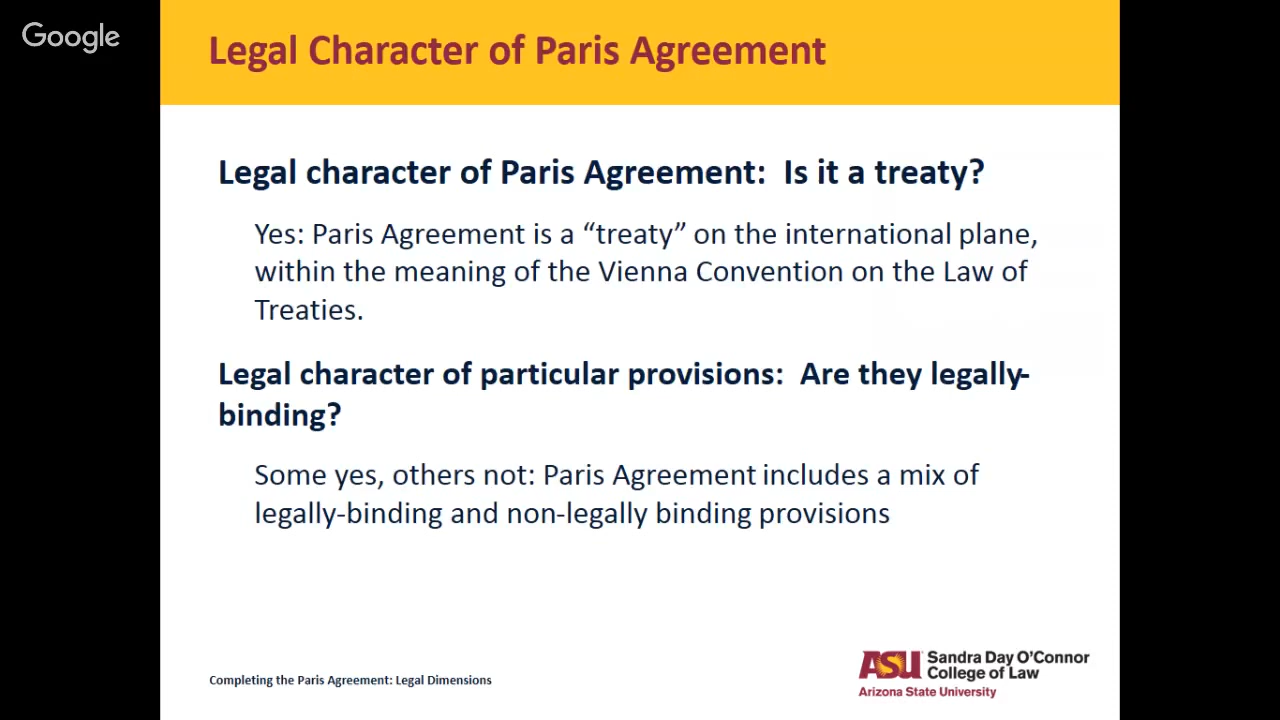 Google
Legal Character of Paris Agreement
Legal character of Paris Agreement:  Is it a treaty?
Yes: Paris Agreement is a “treaty” on the international plane,
within the meaning of the Vienna Convention on the Law of
Treaties.
Legal character of particular provisions:  Are they legally-
binding?
Some yes, others not: Paris Agreement includes a mix of
legally-binding and non-legally binding provisions
Completing the Paris Agreement: Legal Dimensions
ASU Sandra Day O’Connor
College of Law
Arizona State University